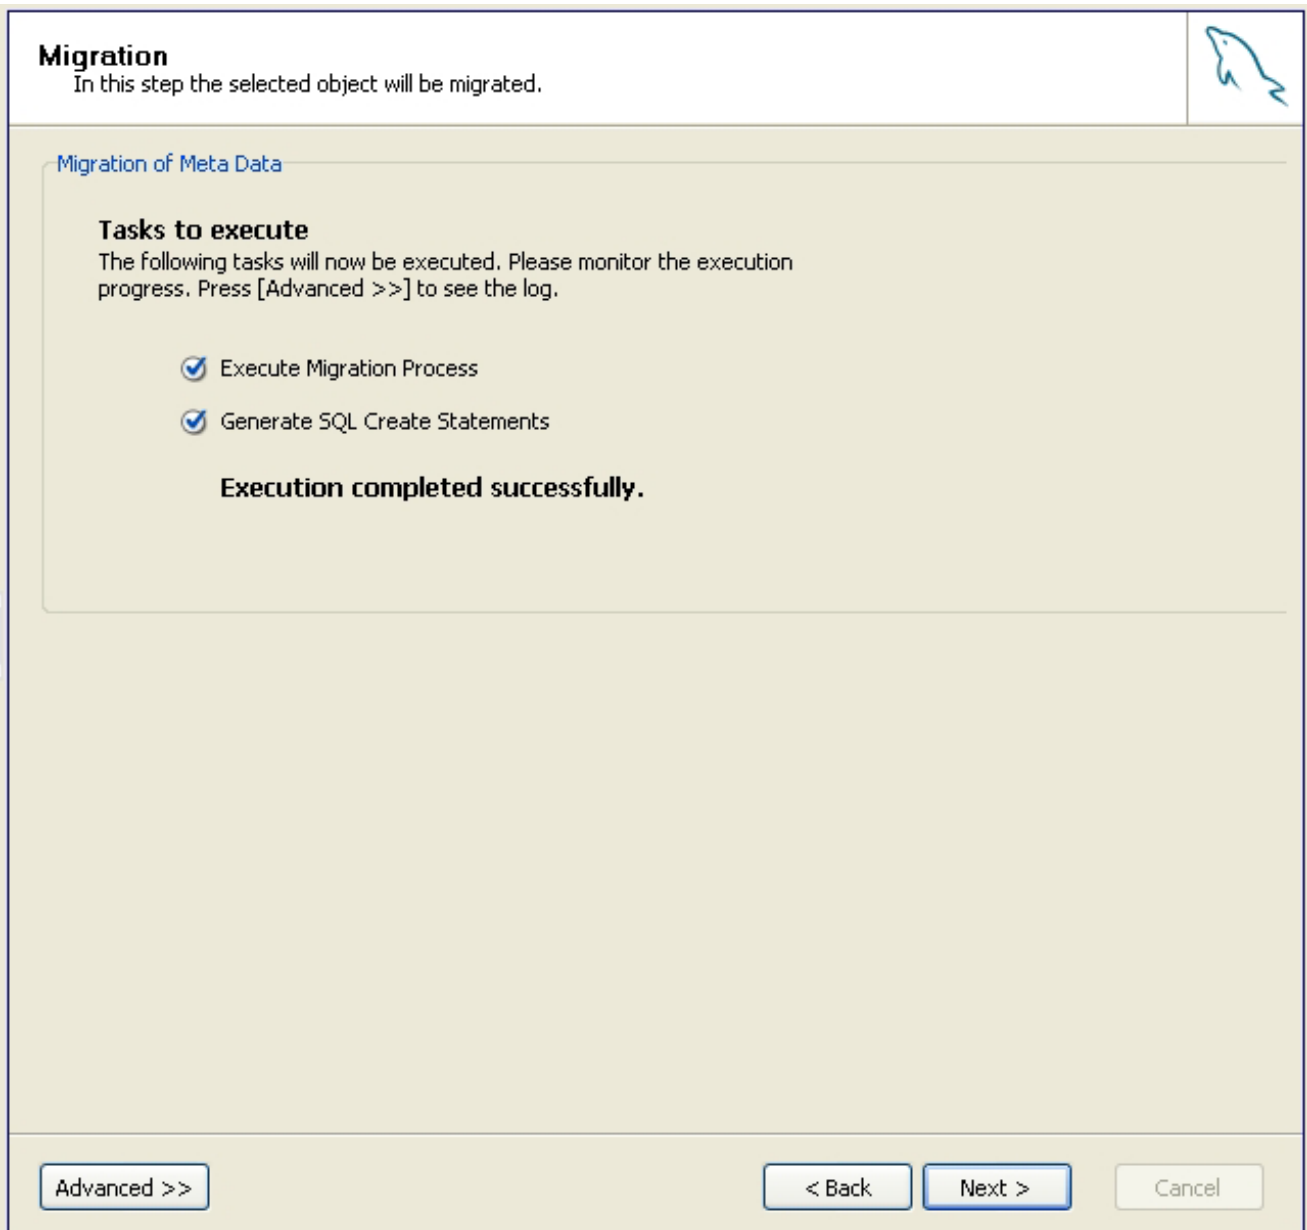 Migration
In this step the selected object will be migrated.
Migration of Meta Data
Tasks to execute
The following tasks will now be executed. Please monitor the execution
progress. Press [Advanced >>] to see the log.
Execute Migration Process
Generate SQL Create Statements
Execution completed successfully.
Advanced >>
< Back
Next >
Cancel